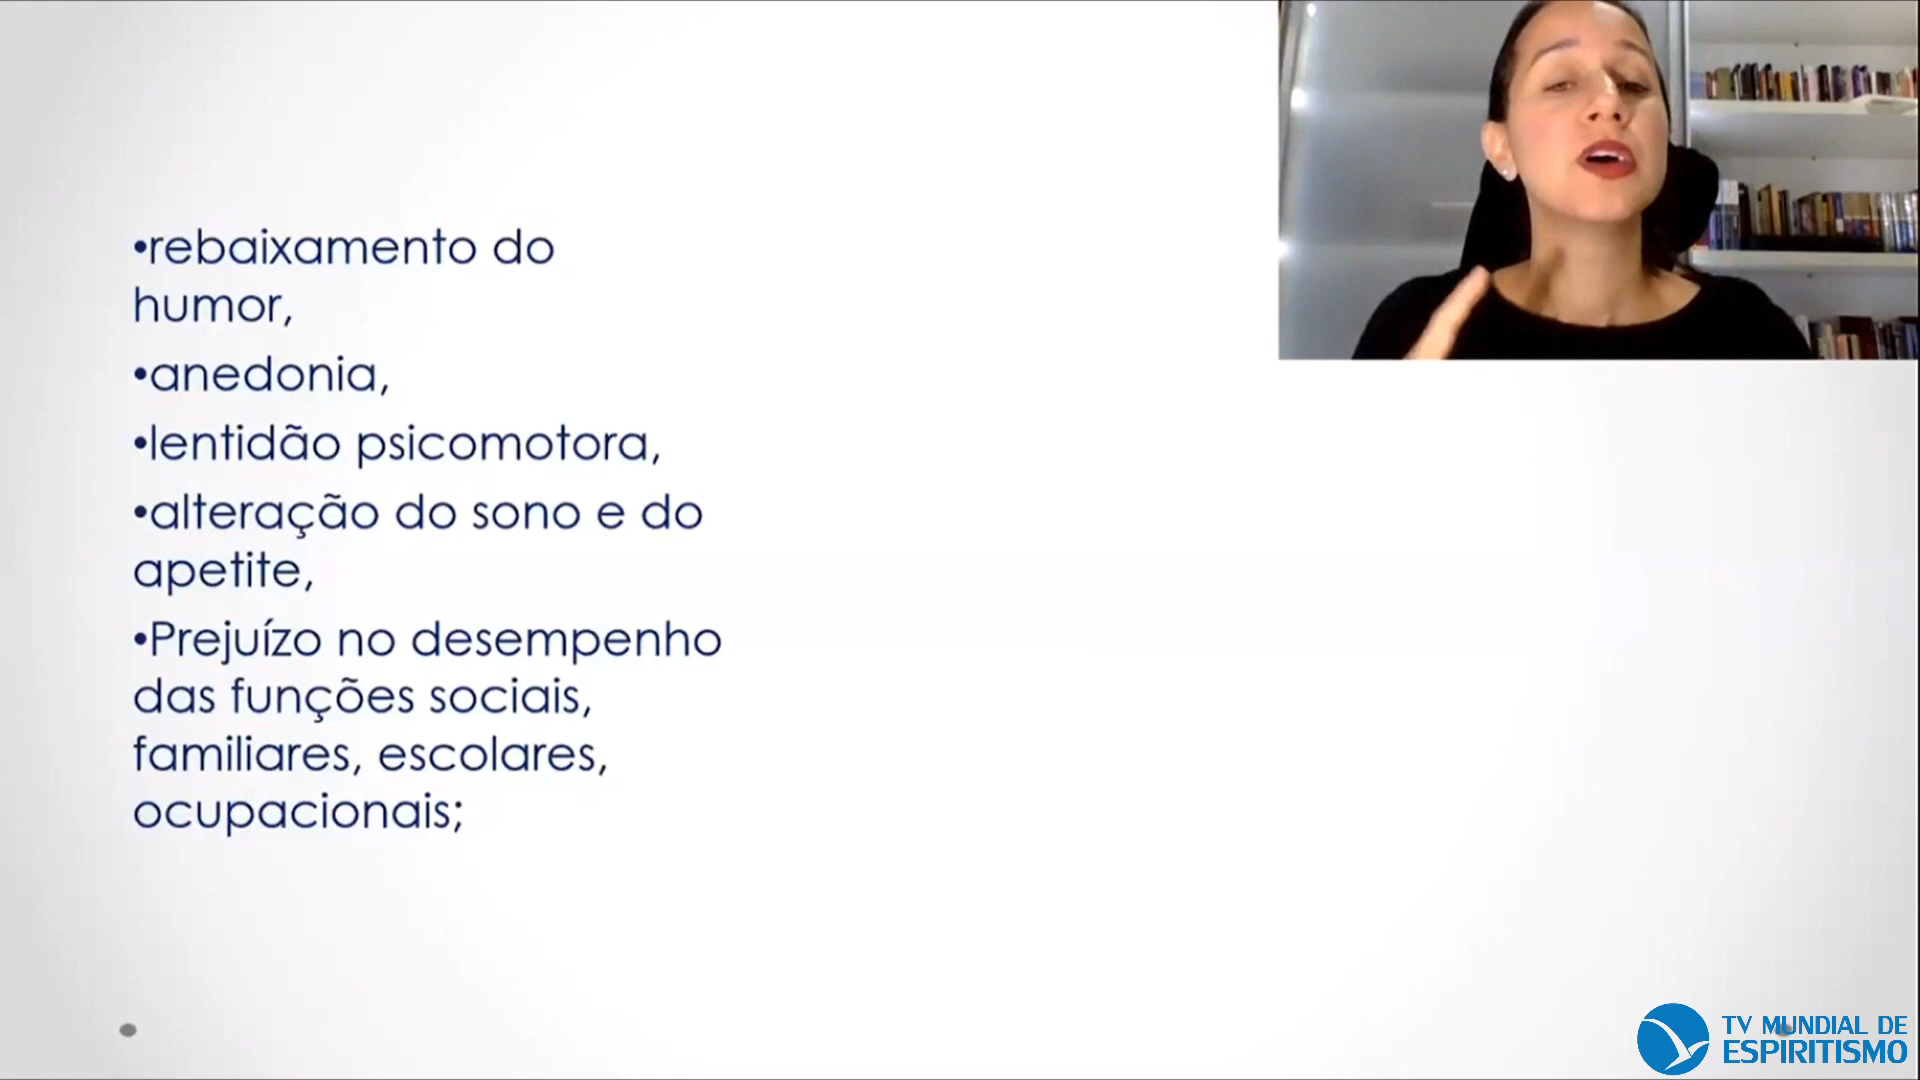 •rebaixamento do
humor,
•anedonia,
•lentidão psicomotora,
•alteração do sono e do
apetite,
•Prejuízo no desempenho
das funções sociais,
familiares, escolares,
ocupacionais;
TV MUNDIAL DE
ESPIRITISMO